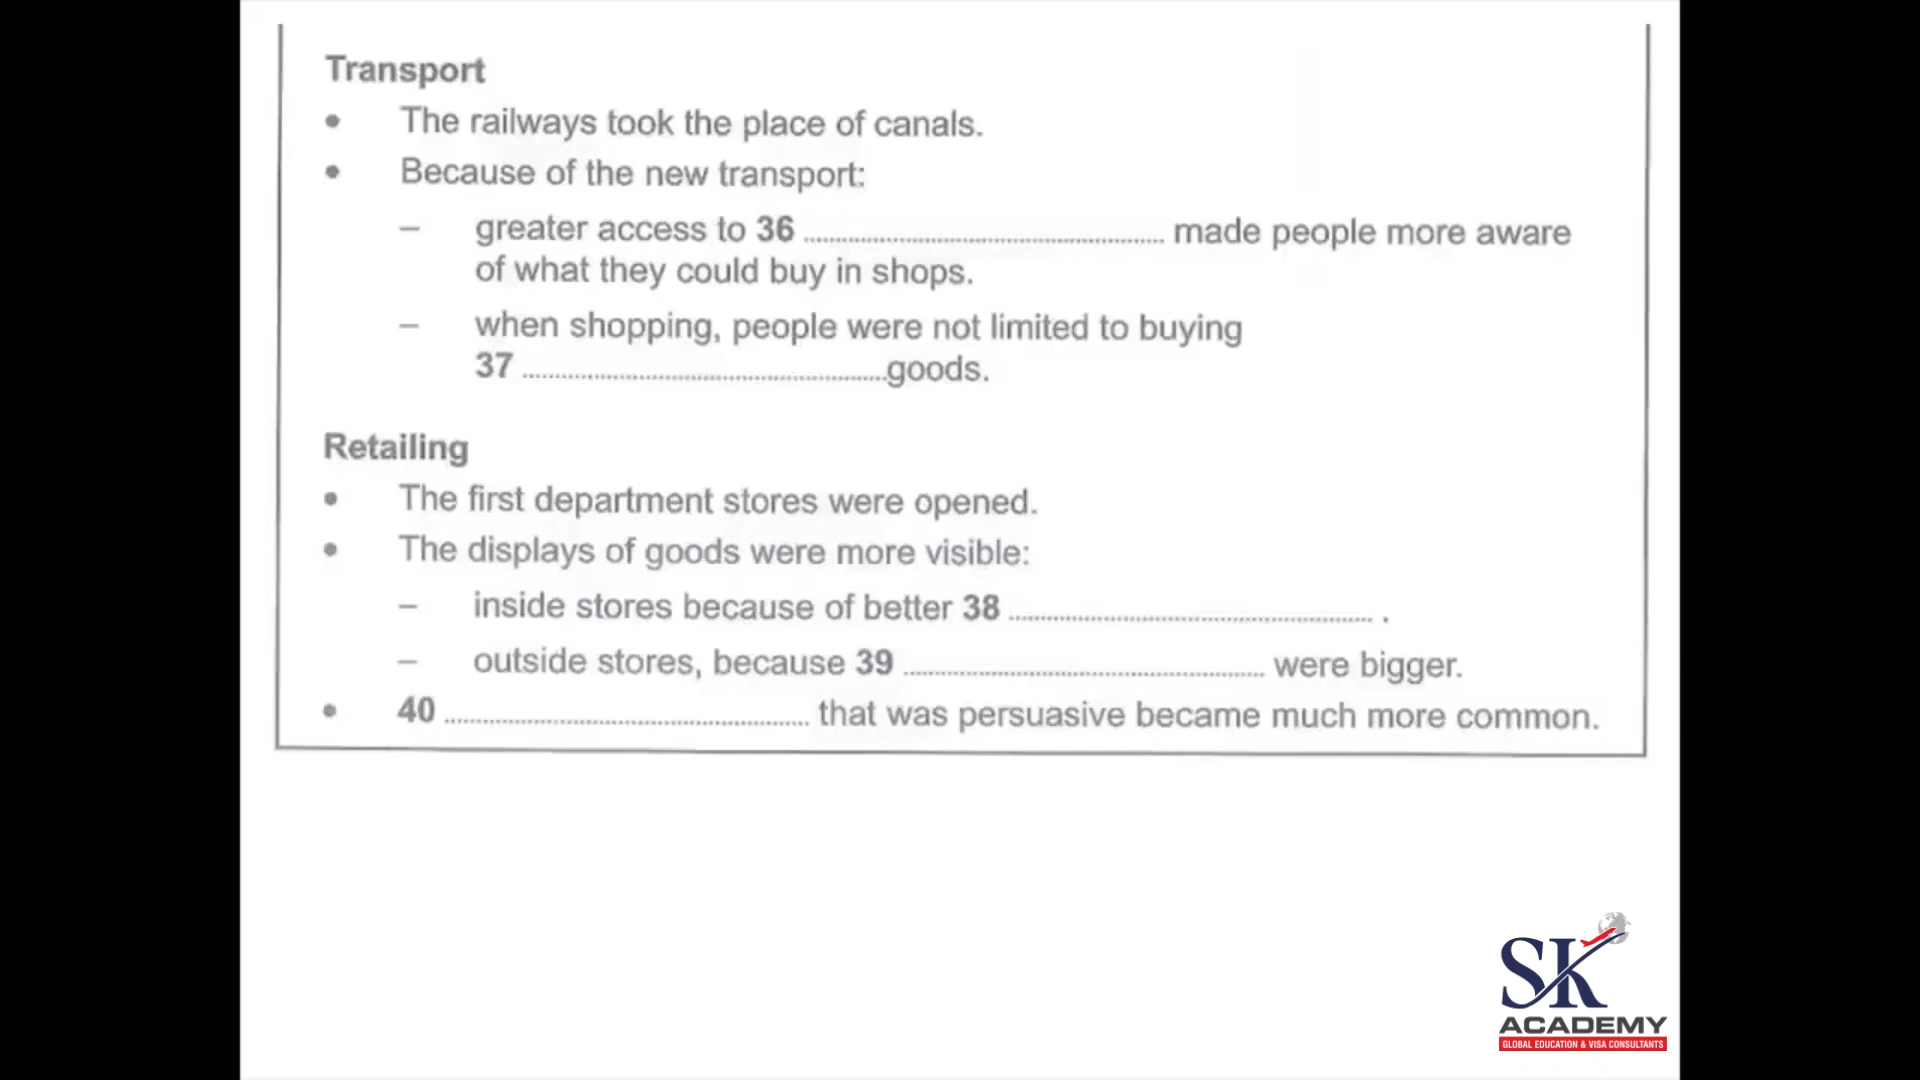 Transport
• The railways took the place of canals.
• Because of the new transport:
– greater access to 36 ........................ made people more aware
of what they could buy in shops.
– when shopping, people were not limited to buying
37 ........................ goods.
Retailing
• The first department stores were opened.
• The displays of goods were more visible:
– inside stores because of better 38 ........................ .
– outside stores, because 39 ........................ were bigger.
• 40 ........................ that was persuasive became much more common.
SK
ACADEMY
GLOBAL EDUCATION & VISA CONSULTANTS